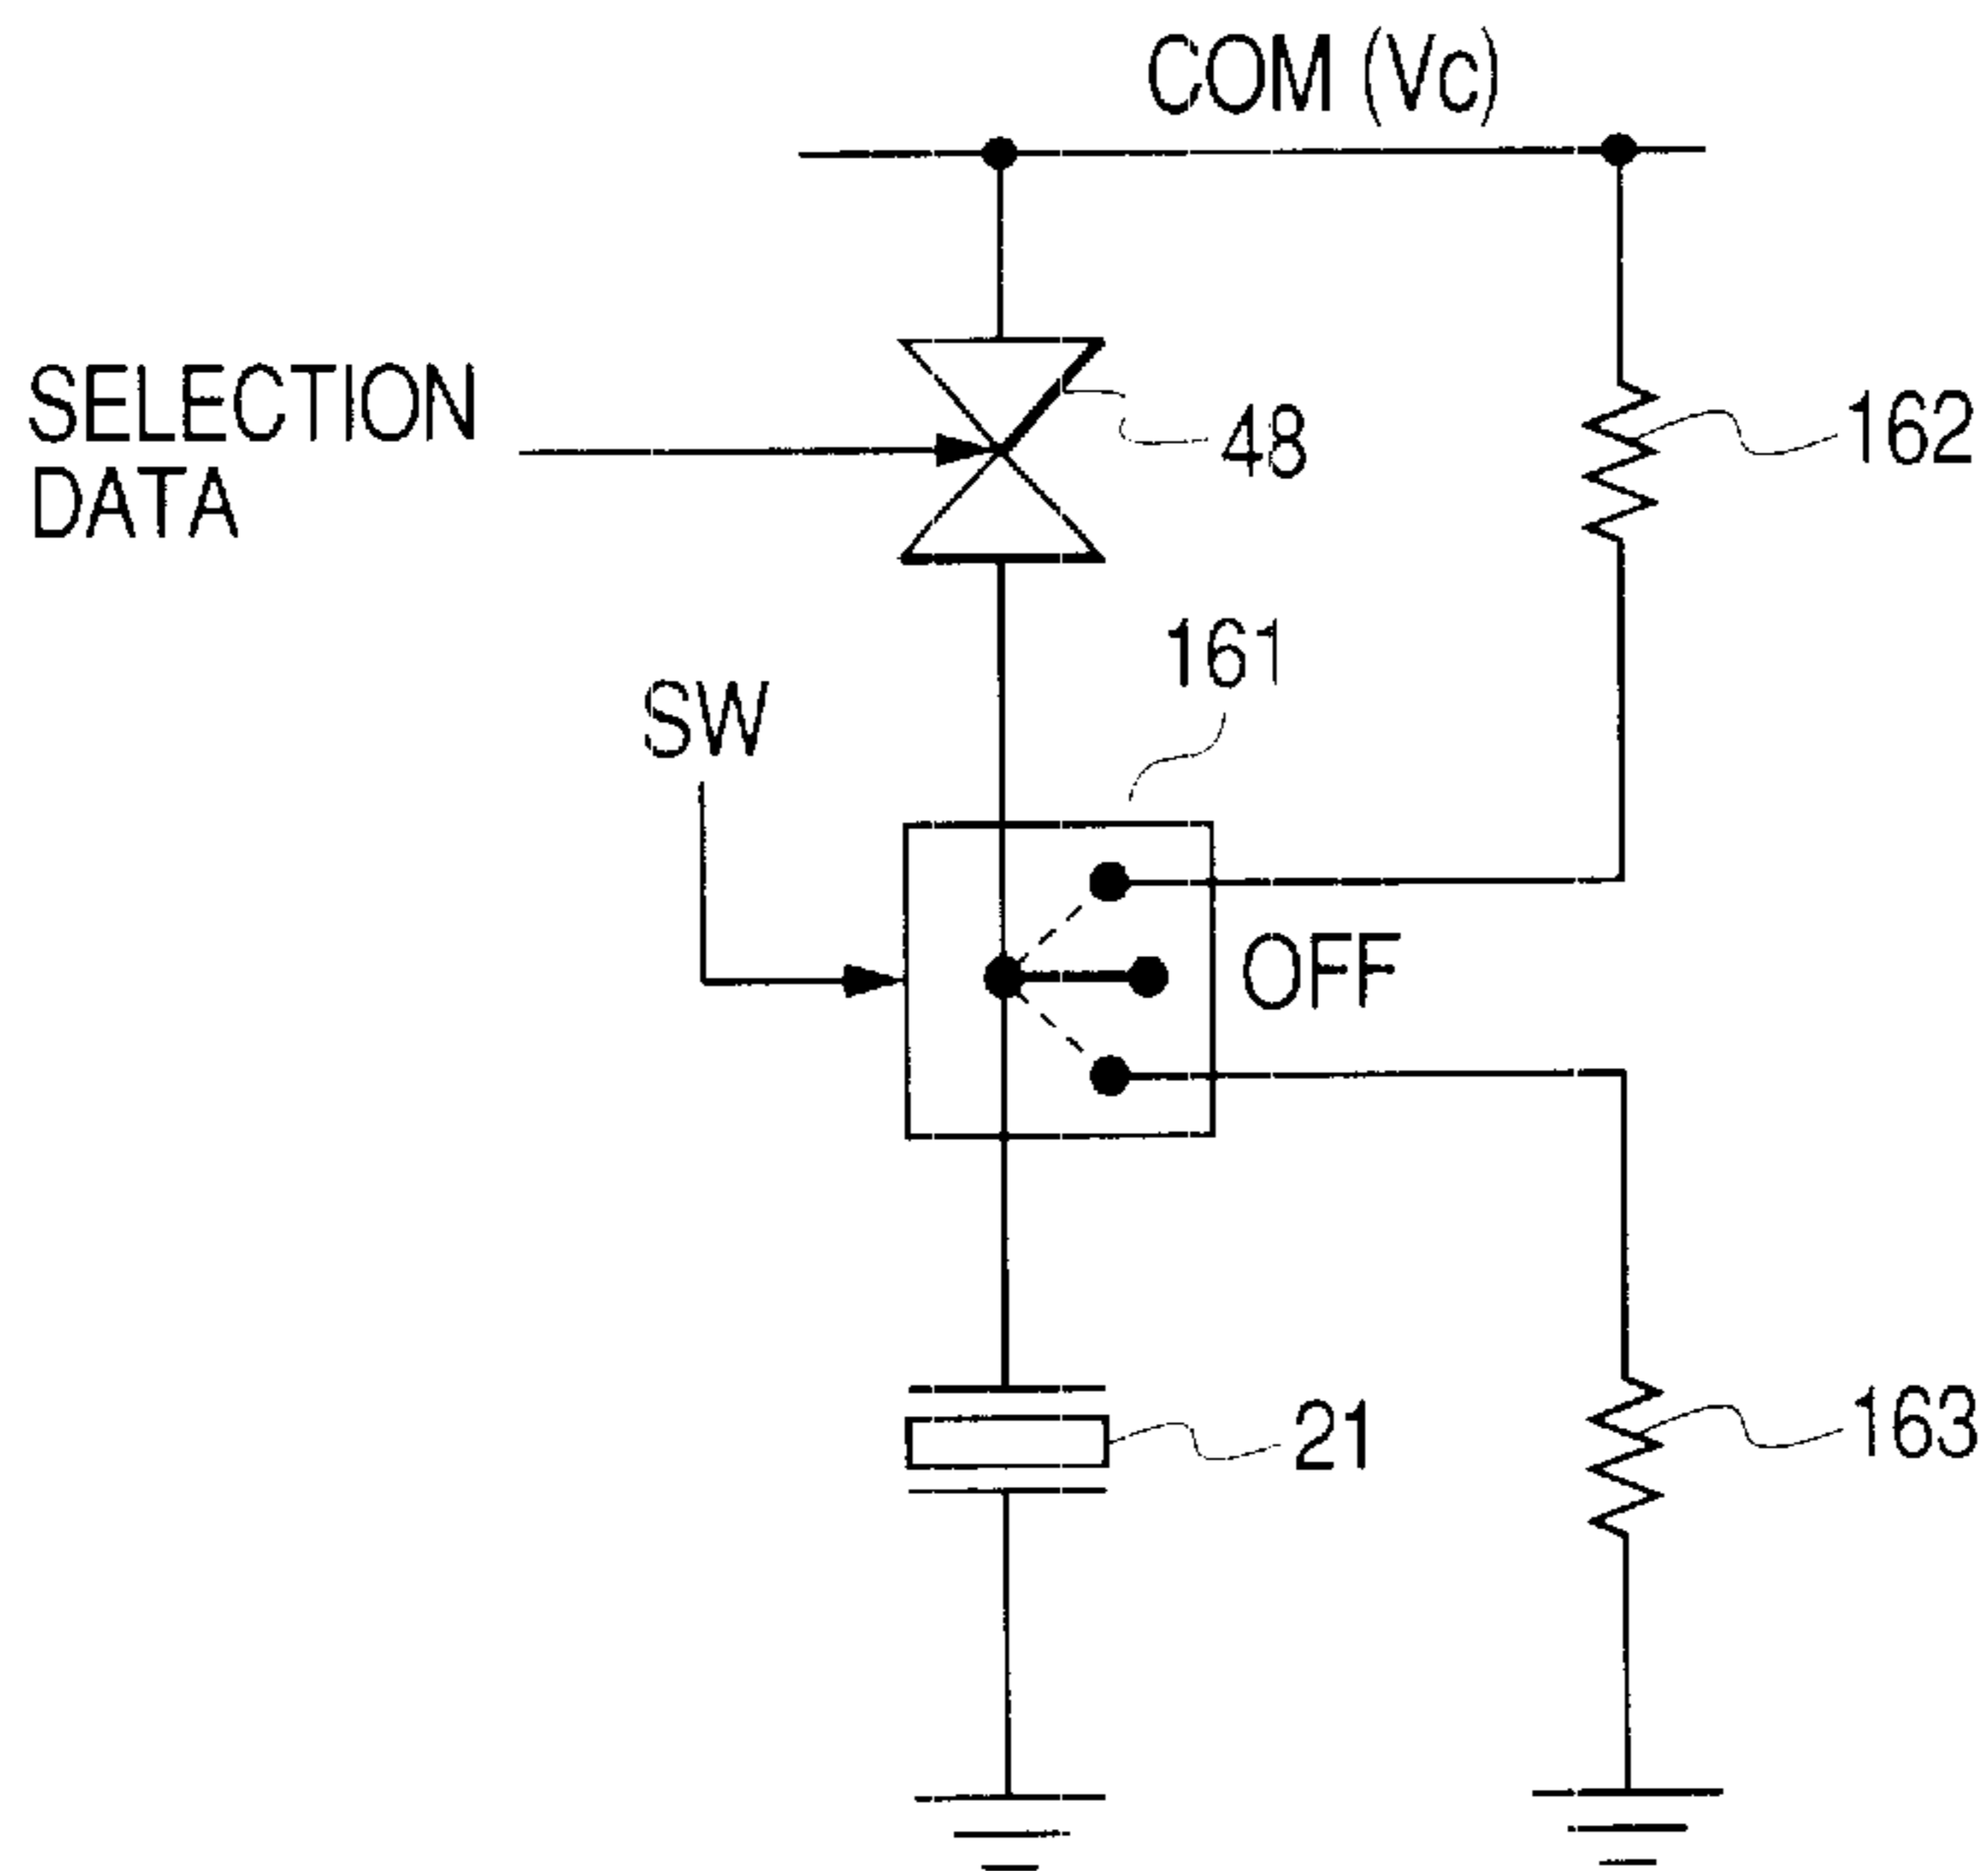 COM (Vc)
SELECTION
DATA
48
162
161
SW
OFF
21
163